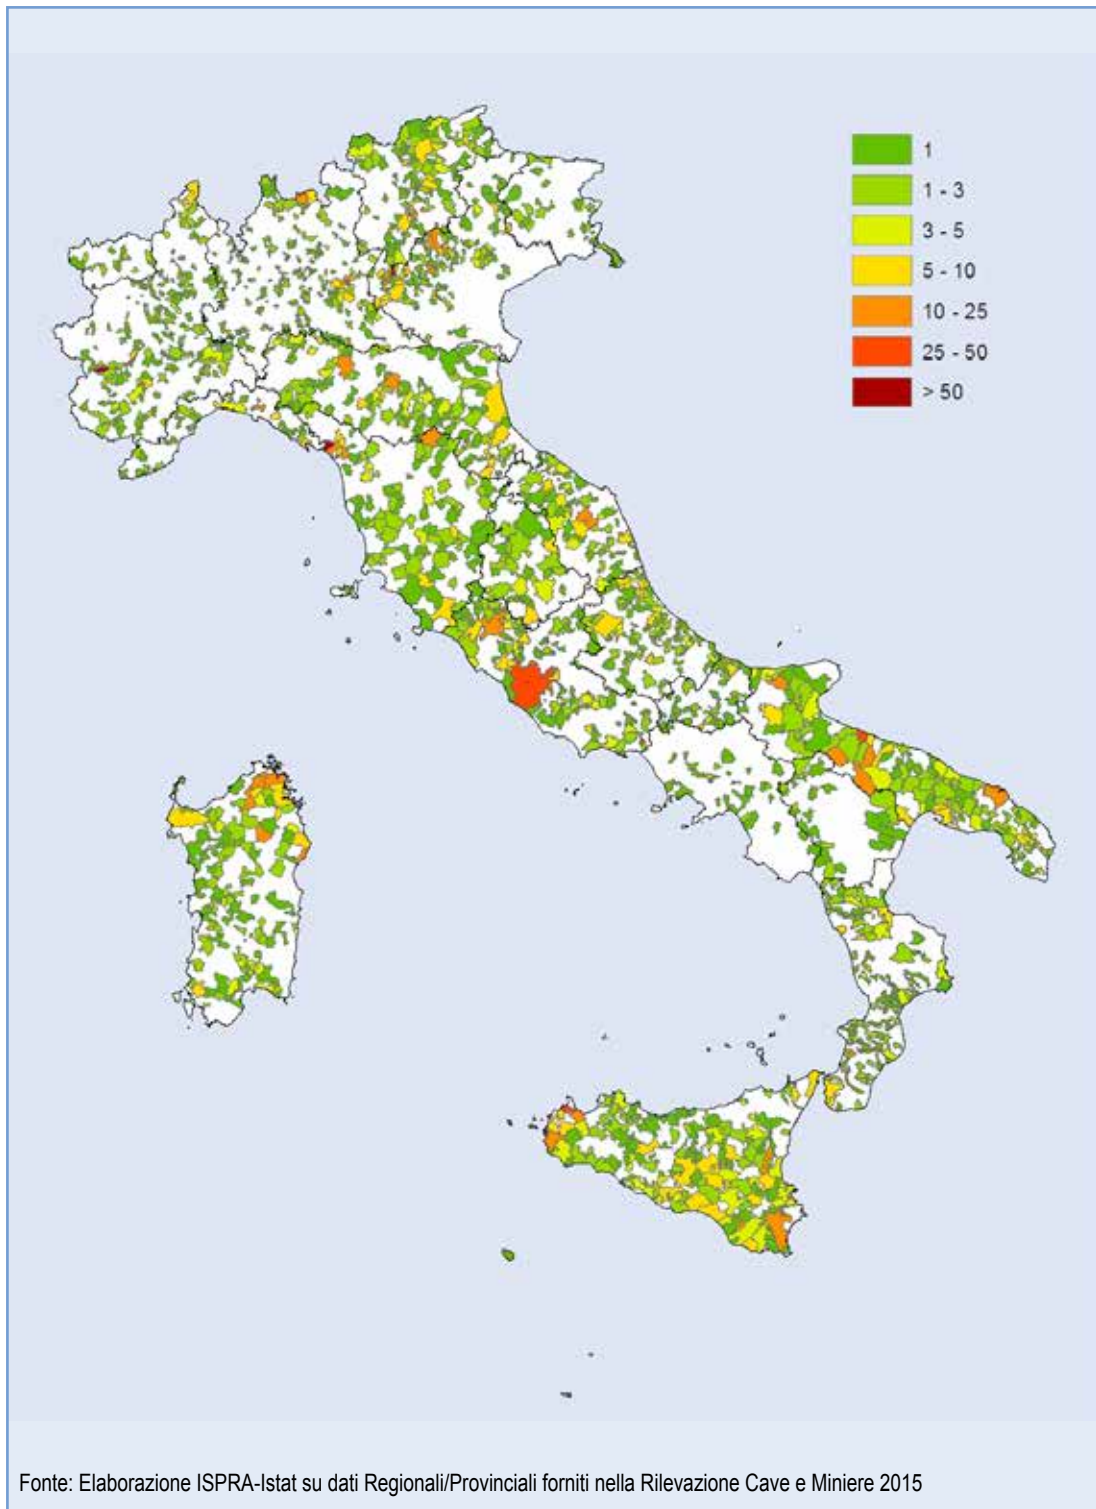 1
1 - 3
3 - 5
5 - 10
10 - 25
25 - 50
> 50
Fonte: Elaborazione ISPRA-Istat su dati Regionali/Provinciali forniti nella Rilevazione Cave e Miniere 2015